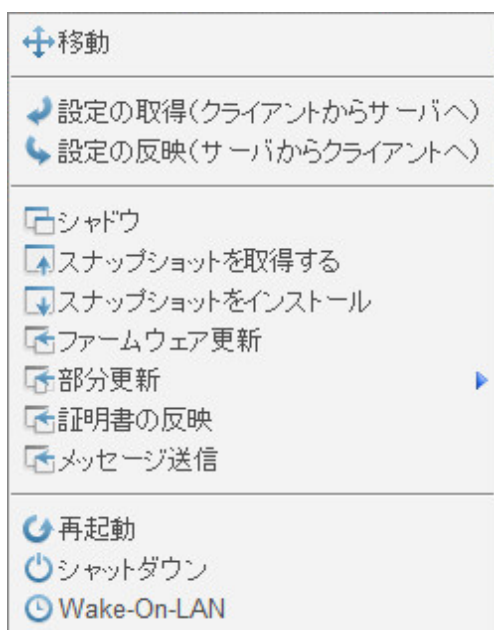 移動
設定の取得(クライアントからサーバへ)
設定の反映(サーバからクライアントへ)
シャドウ
スナップショットを取得する
スナップショットをインストール
ファームウェア更新
部分更新
証明書の反映
メッセージ送信
再起動
シャットダウン
Wake-On-LAN